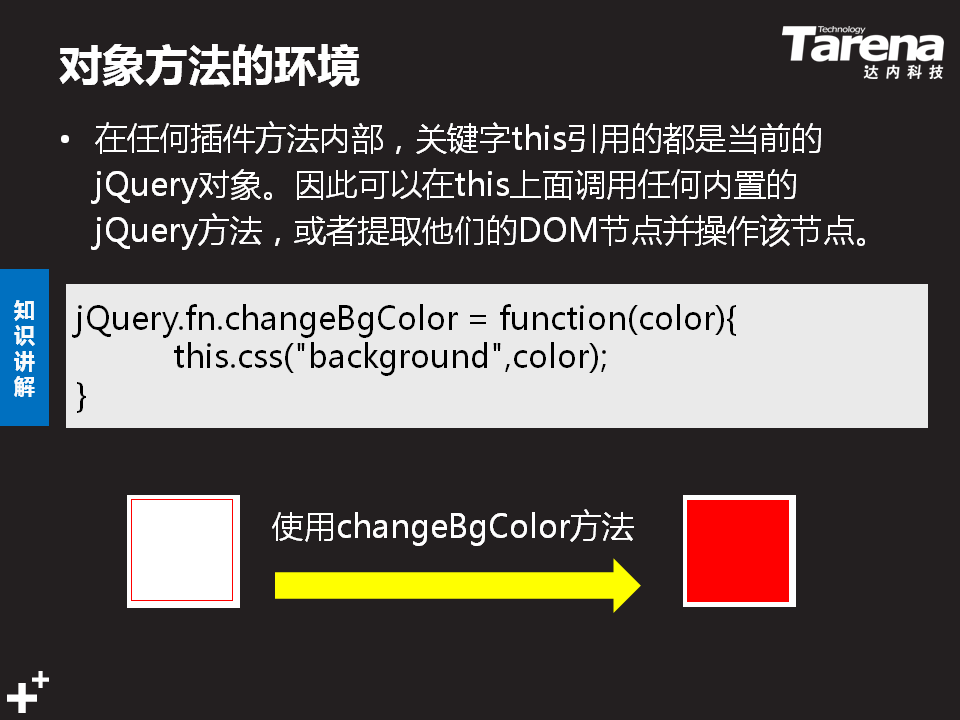 对象方法的环境
Technology
Tarena
达内科技
• 在任何插件方法内部，关键字this引用的都是当前的
jQuery对象。因此可以在this上面调用任何内置的
jQuery方法，或者提取他们的DOM节点并操作该节点。
知识讲解
jQuery.fn.changeBgColor = function(color){
this.css("background",color);
}
使用changeBgColor方法